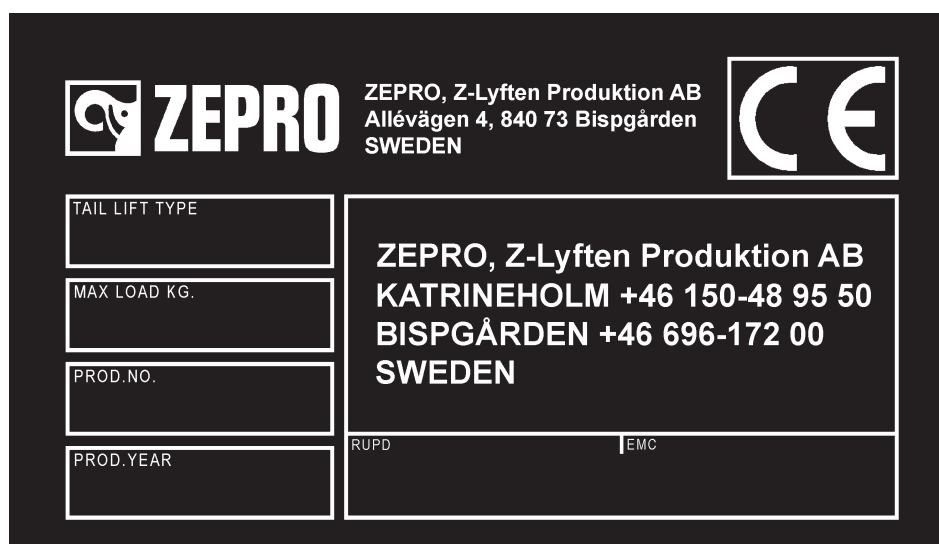 ZEPRO
ZEPRO, Z-Lyften Produktion AB
Allévägen 4, 840 73 Bispgården
SWEDEN
CE
TAIL LIFT TYPE
MAX LOAD KG.
PROD.NO.
PROD.YEAR
ZEPRO, Z-Lyften Produktion AB
KATRINEHOLM +46 150-48 95 50
BISPGÅRDEN +46 696-172 00
SWEDEN
RUPD
EMC